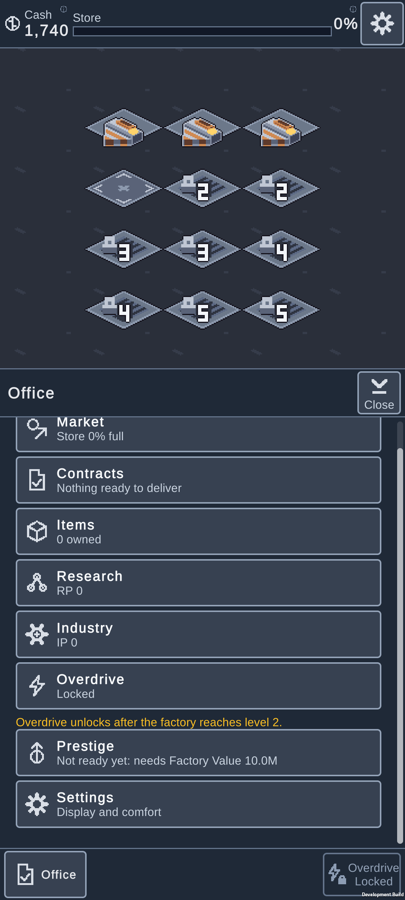 Cash
1,740
Store
0%
2
2
3
3
4
4
5
5
Office
Close
Market
Store 0% full
Contracts
Nothing ready to deliver
Items
0 owned
Research
RP 0
Industry
IP 0
Overdrive
Locked
Overdrive unlocks after the factory reaches level 2.
Prestige
Not ready yet: needs Factory Value 10.0M
Settings
Display and comfort
Office
Overdrive
Locked
Development Build